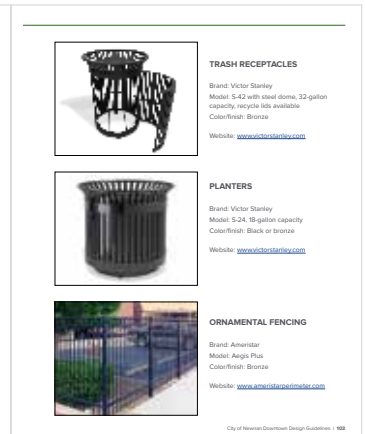 TRASH RECEPTACLES
Brand: Victor Stanley
Model: S-42 with steel dome, 32-gallon
capacity, recycle lids available
Color/finish: Bronze
Website: www.victorstanley.com
PLANTERS
Brand: Victor Stanley
Model: S-24, 18-gallon capacity
Color/finish: Black or bronze
Website: www.victorstanley.com
ORNAMENTAL FENCING
Brand: Ameristar
Model: Aegis Plus
Color/finish: Bronze
Website: www.ameristarperimeter.com
City of Newnan Downtown Design Guidelines | 103